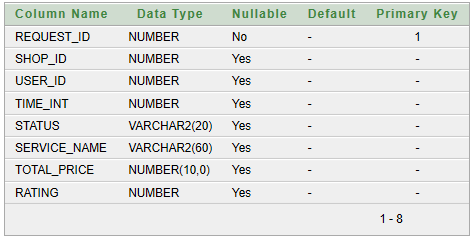 Column Name Data Type Nullable Default Primary Key
REQUEST_ID NUMBER No - 1
SHOP_ID NUMBER Yes - -
USER_ID NUMBER Yes - -
TIME_INT NUMBER Yes - -
STATUS VARCHAR2(20) Yes - -
SERVICE_NAME VARCHAR2(60) Yes - -
TOTAL_PRICE NUMBER(10,0) Yes - -
RATING NUMBER Yes - -
1 - 8